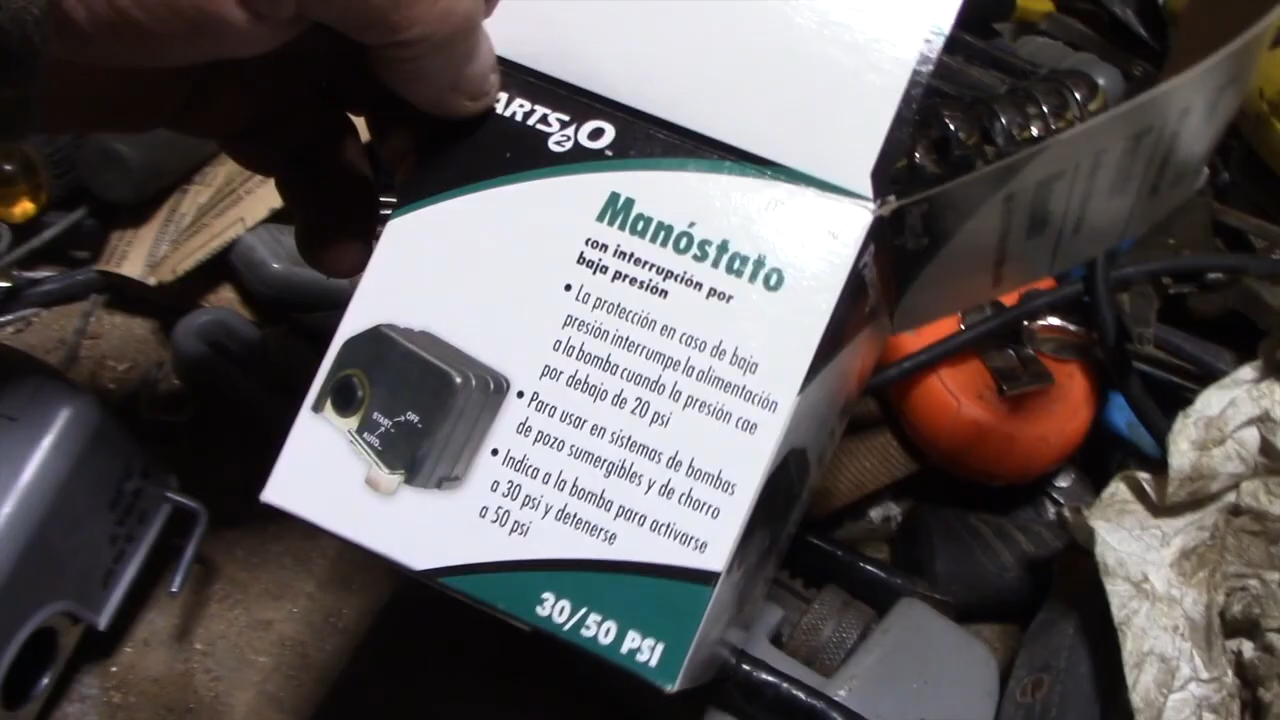 ARTS2O
Manóstato
con interrupción por
baja presión
• La protección en caso de baja
presión interrumpe la alimentación
a la bomba cuando la presión cae
por debajo de 20 psi
• Para usar en sistemas de bombas
de pozo sumergibles y de chorro
• Indica a la bomba para activarse
a 30 psi y detenerse
a 50 psi
OFF
START
AUTO
30/50 PSI